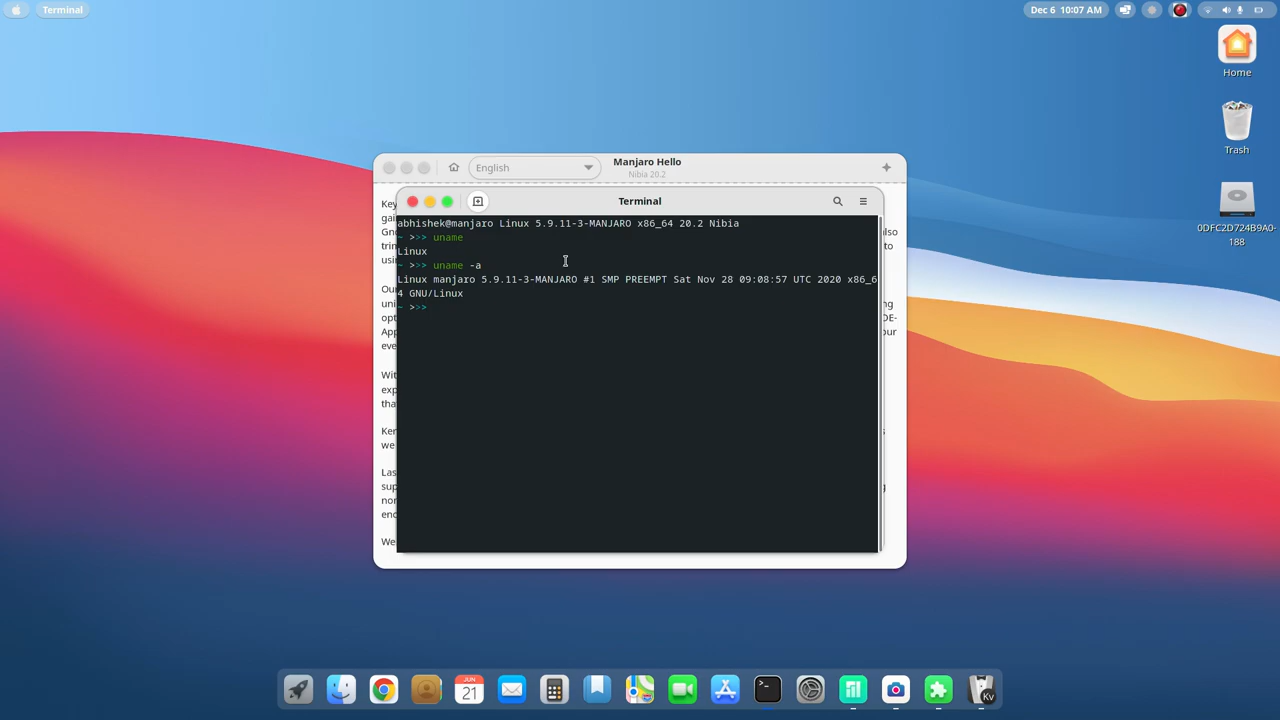 Terminal
Dec 6 10:07 AM
Home
Trash
0DFC2D724B9A0-
188
English
Manjaro Hello
Nibia 20.2
Terminal
abhishek@manjaro Linux 5.9.11-3-MANJARO x86_64 20.2 Nibia
~ >>> uname
Linux
~ >>> uname -a
Linux manjaro 5.9.11-3-MANJARO #1 SMP PREEMPT Sat Nov 28 09:08:57 UTC 2020 x86_6
4 GNU/Linux
~ >>>
JUN
21
Kv